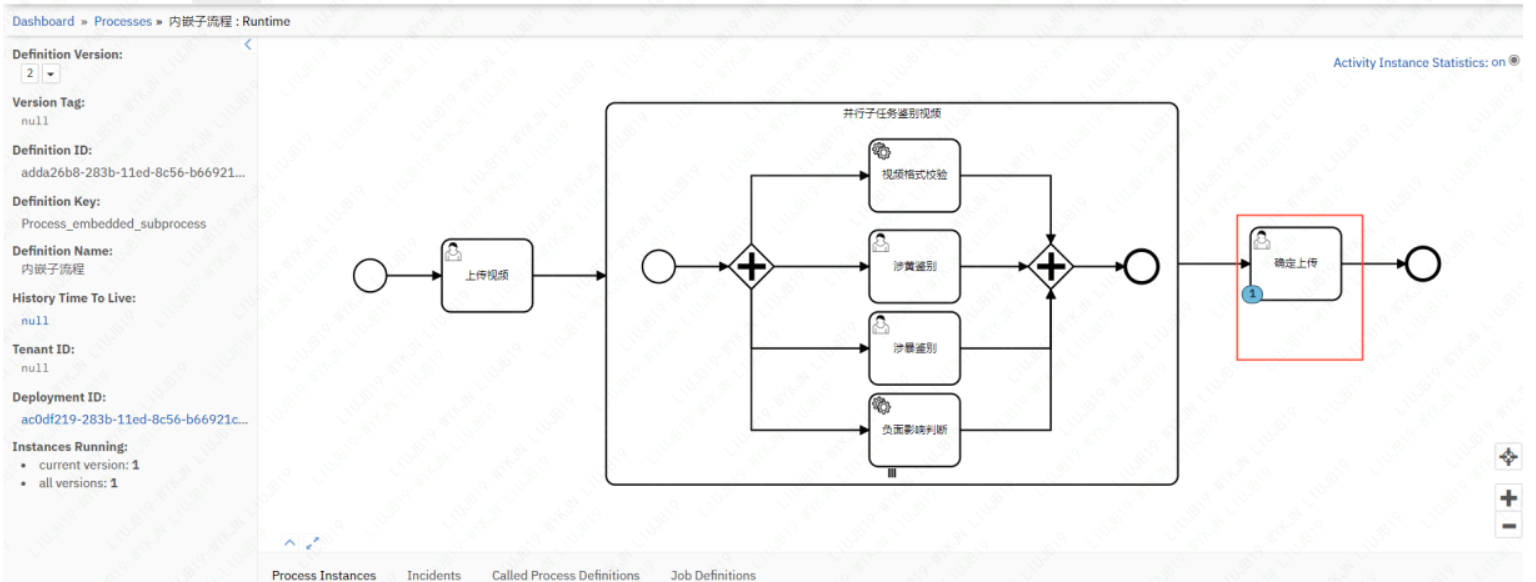 Dashboard » Processes » 内嵌子流程 : Runtime
Definition Version:
2
Version Tag:
null
Definition ID:
adda26b8-283b-11ed-8c56-b66921...
Definition Key:
Process_embedded_subprocess
Definition Name:
内嵌子流程
History Time To Live:
null
Tenant ID:
null
Deployment ID:
ac0df219-283b-11ed-8c56-b66921c...
Instances Running:
current version: 1
all versions: 1
Activity Instance Statistics: on
并行子任务鉴别视频
视频格式校验
上传视频
涉黄鉴别
涉暴鉴别
负面影响判断
确定上传
1
Process Instances Incidents Called Process Definitions Job Definitions